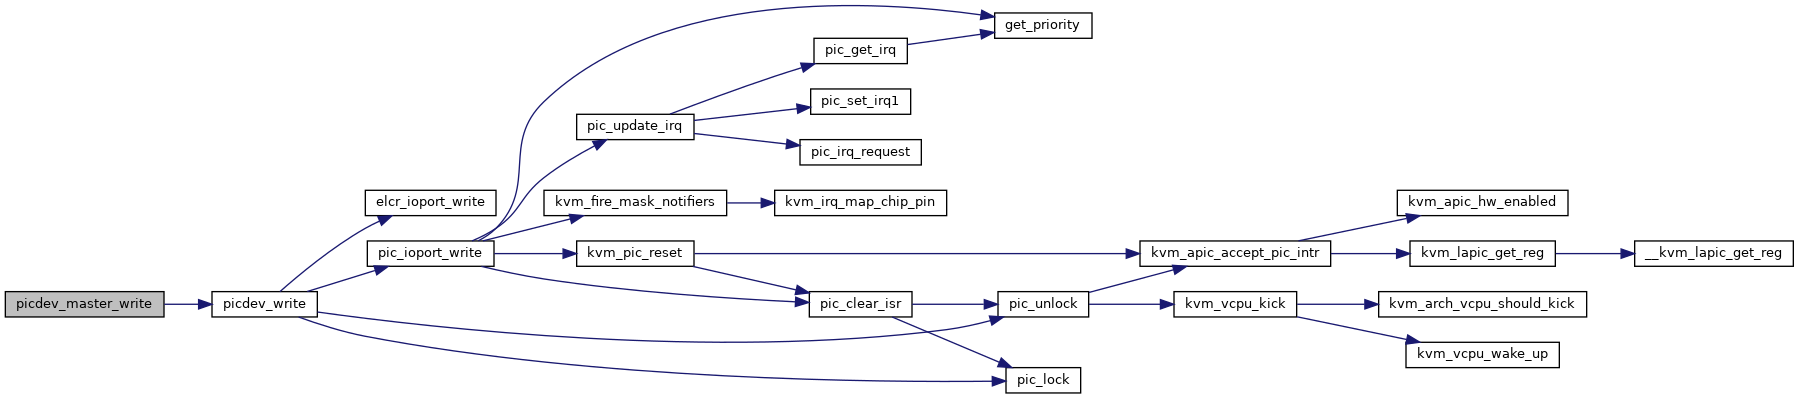 picdev_master_write
picdev_write
elcr_ioport_write
pic_ioport_write
get_priority
pic_update_irq
pic_get_irq
pic_set_irq1
pic_irq_request
kvm_fire_mask_notifiers
kvm_irq_map_chip_pin
kvm_pic_reset
pic_clear_isr
pic_unlock
pic_lock
kvm_apic_accept_pic_intr
kvm_vcpu_kick
kvm_apic_hw_enabled
kvm_lapic_get_reg
__kvm_lapic_get_reg
kvm_arch_vcpu_should_kick
kvm_vcpu_wake_up